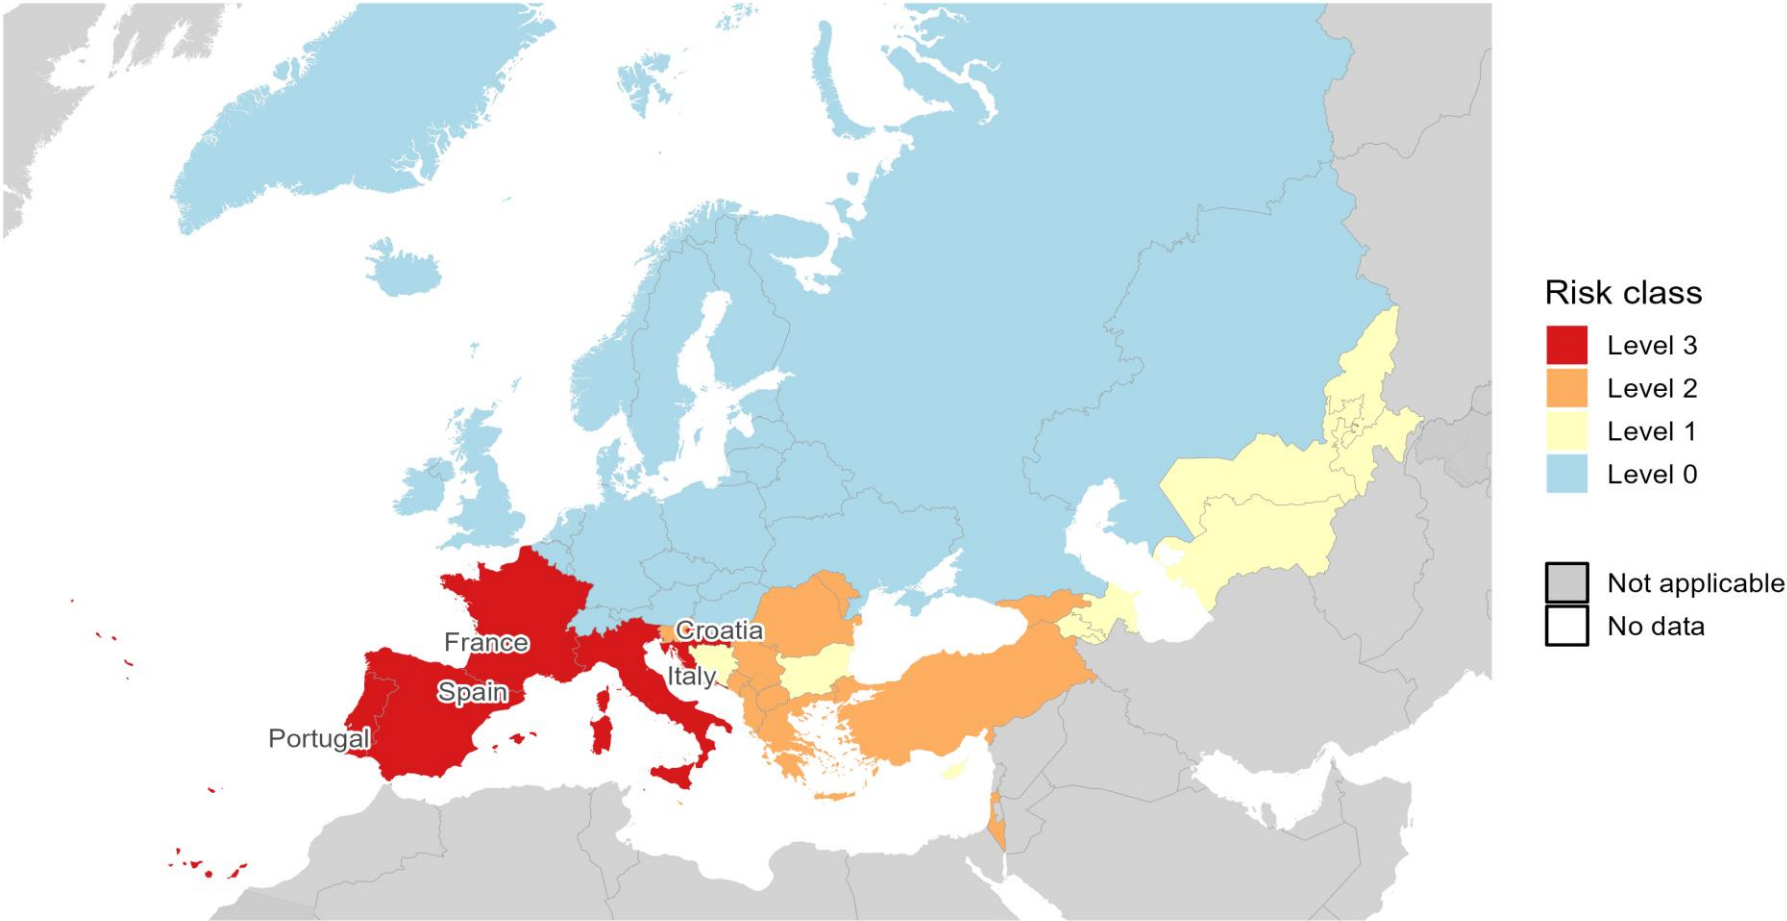 Risk class
Level 3
Level 2
Level 1
Level 0
Not applicable
No data
Croatia
France
Italy
Spain
Portugal